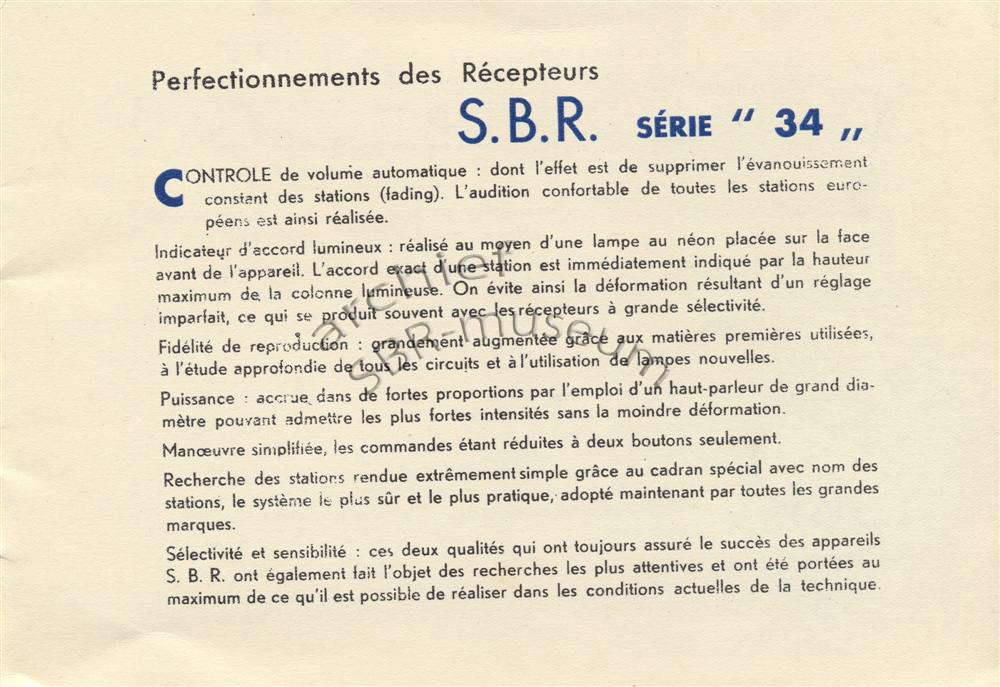 Perfectionnements des Récepteurs
S.B.R. SÉRIE " 34 „
CONTROLE de volume automatique : dont l'effet est de supprimer l'évanouissement
constant des stations (fading). L'audition confortable de toutes les stations euro-
péens est ainsi réalisée.
Indicateur d'accord lumineux : réalisé au moyen d'une lampe au néon placée sur la face
avant de l'appareil. L'accord exact d'une station est immédiatement indiqué par la hauteur
maximum de la colonne lumineuse. On évite ainsi la déformation résultant d'un réglage
imparfait, ce qui se produit souvent avec les récepteurs à grande sélectivité.
Fidélité de reproduction : grandement augmentée grâce aux matières premières utilisées,
à l'étude approfondie de tous les circuits et à l'utilisation de lampes nouvelles.
Puissance : accrue dans de fortes proportions par l'emploi d'un haut-parleur de grand dia-
mètre pouvant admettre les plus fortes intensités sans la moindre déformation.
Manœuvre simplifiée, les commandes étant réduites à deux boutons seulement.
Recherche des stations rendue extrêmement simple grâce au cadran spécial avec nom des
stations, le système le plus sûr et le plus pratique, adopté maintenant par toutes les grandes
marques.
Sélectivité et sensibilité : ces deux qualités qui ont toujours assuré le succès des appareils
S. B. R. ont également fait l'objet des recherches les plus attentives et ont été portées au
maximum de ce qu'il est possible de réaliser dans les conditions actuelles de la technique.
archief
SBR-museum